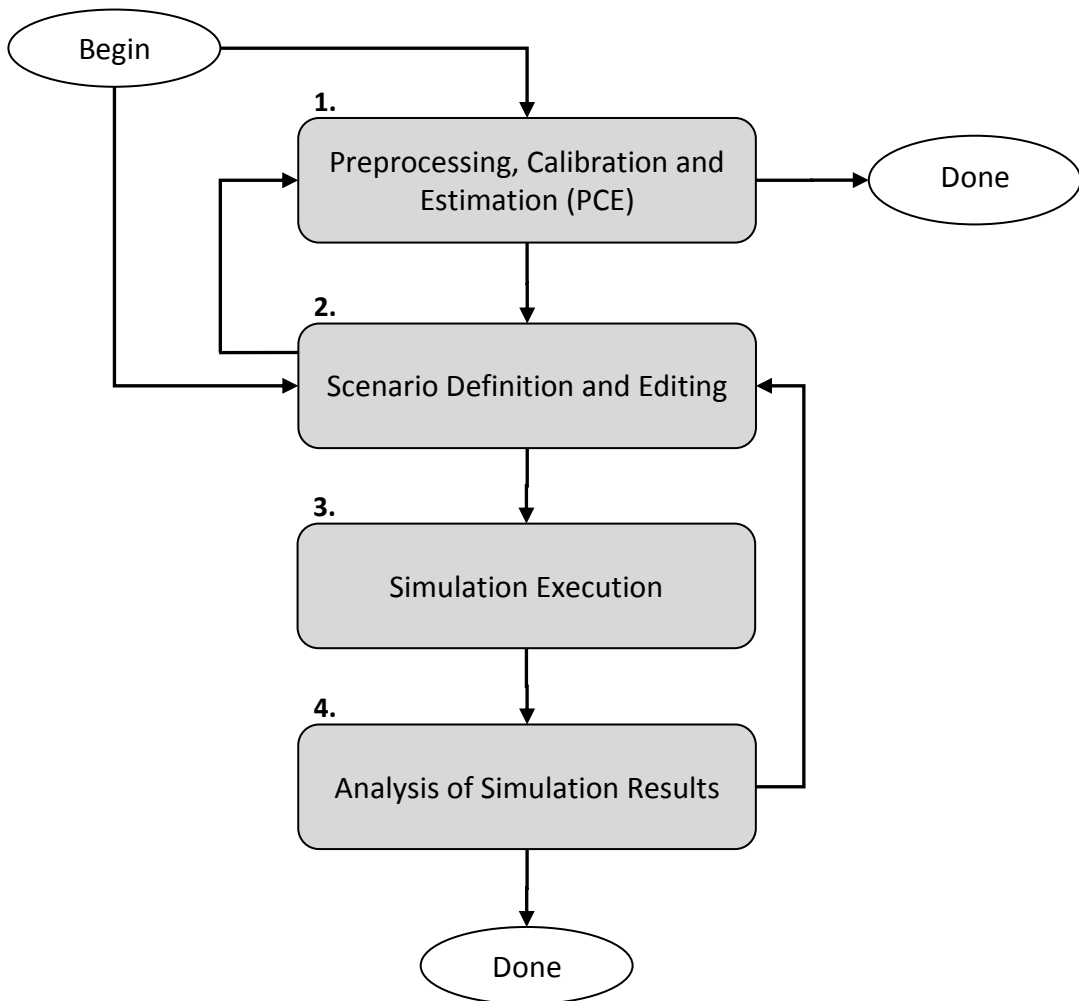 Begin
1.
Preprocessing, Calibration and
Estimation (PCE)
Done
2.
Scenario Definition and Editing
3.
Simulation Execution
4.
Analysis of Simulation Results
Done